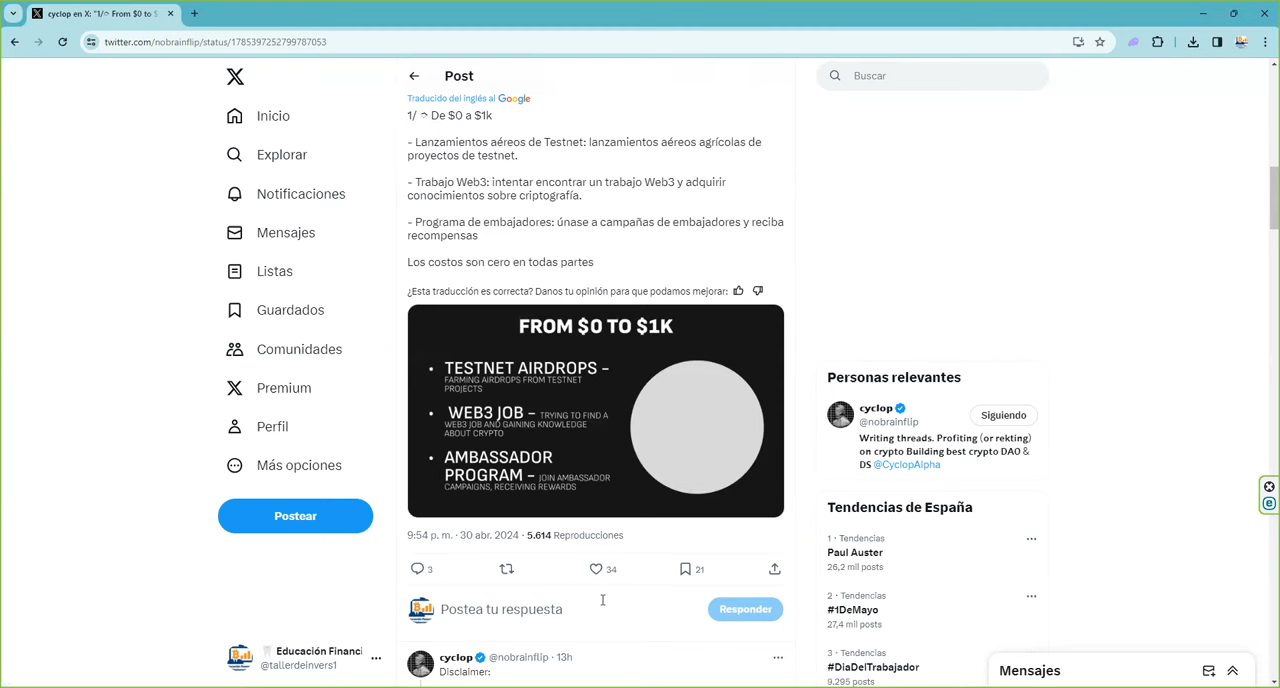 cyclop en X: "1/ From $0 to $
twitter.com/nobrainflip/status/1785397252799787053
Inicio
Explorar
Notificaciones
Mensajes
Listas
Guardados
Comunidades
Premium
Perfil
Más opciones
Postear
Educación Financi
@tallerdeinvers1
Post
Traducido del inglés al Google
1/ De $0 a $1k
- Lanzamientos aéreos de Testnet: lanzamientos aéreos agrícolas de
proyectos de testnet.
- Trabajo Web3: intentar encontrar un trabajo Web3 y adquirir
conocimientos sobre criptografía.
- Programa de embajadores: únase a campañas de embajadores y reciba
recompensas
Los costos son cero en todas partes
¿Esta traducción es correcta? Danos tu opinión para que podamos mejorar:
FROM $0 TO $1K
• TESTNET AIRDROPS –
FARMING AIRDROPS FROM TESTNET
PROJECTS
• WEB3 JOB – TRYING TO FIND A
WEB3 JOB AND GAINING KNOWLEDGE
ABOUT CRYPTO
• AMBASSADOR
PROGRAM – JOIN AMBASSADOR
CAMPAIGNS, RECEIVING REWARDS
9:54 p. m. · 30 abr. 2024 · 5.614 Reproducciones
3 34 21
Postea tu respuesta
Responder
cyclop @nobrainflip · 13h
Disclaimer:
Buscar
Personas relevantes
cyclop
@nobrainflip
Siguiendo
Writing threads. Profiting (or rekting)
on crypto Building best crypto DAO &
DS @CyclopAlpha
Tendencias de España
1 · Tendencias
Paul Auster
26,2 mil posts
2 · Tendencias
#1DeMayo
27,4 mil posts
3 · Tendencias
#DiaDelTrabajador
9.295 posts
Mensajes